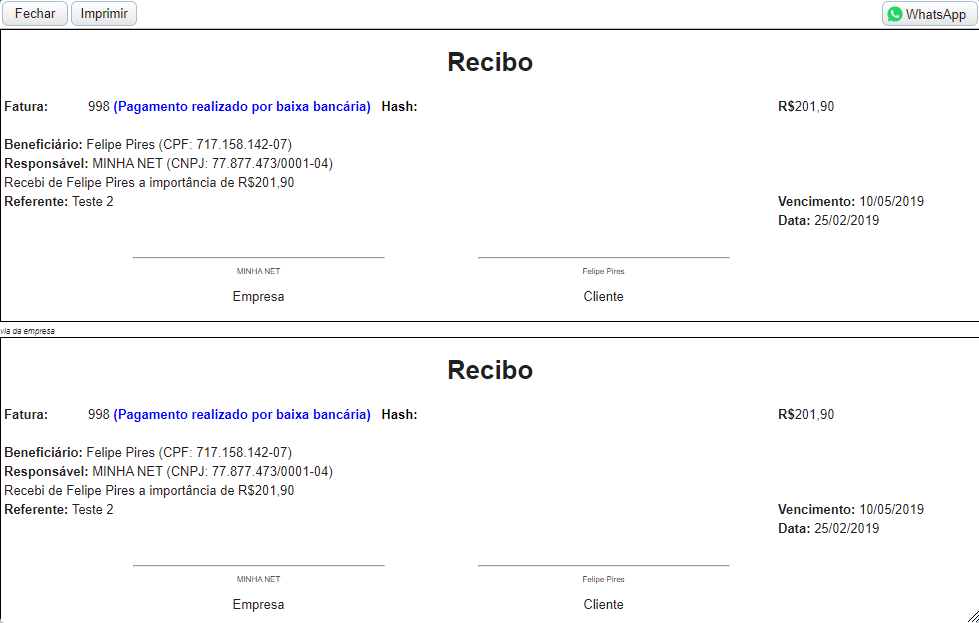 Fechar Imprimir WhatsApp
Recibo
Fatura: 998 (Pagamento realizado por baixa bancária) Hash: R$201,90
Beneficiário: Felipe Pires (CPF: 717.158.142-07)
Responsável: MINHA NET (CNPJ: 77.877.473/0001-04)
Recebi de Felipe Pires a importância de R$201,90
Referente: Teste 2 Vencimento: 10/05/2019
Data: 25/02/2019
MINHA NET Felipe Pires
Empresa Cliente
via da empresa
Recibo
Fatura: 998 (Pagamento realizado por baixa bancária) Hash: R$201,90
Beneficiário: Felipe Pires (CPF: 717.158.142-07)
Responsável: MINHA NET (CNPJ: 77.877.473/0001-04)
Recebi de Felipe Pires a importância de R$201,90
Referente: Teste 2 Vencimento: 10/05/2019
Data: 25/02/2019
MINHA NET Felipe Pires
Empresa Cliente